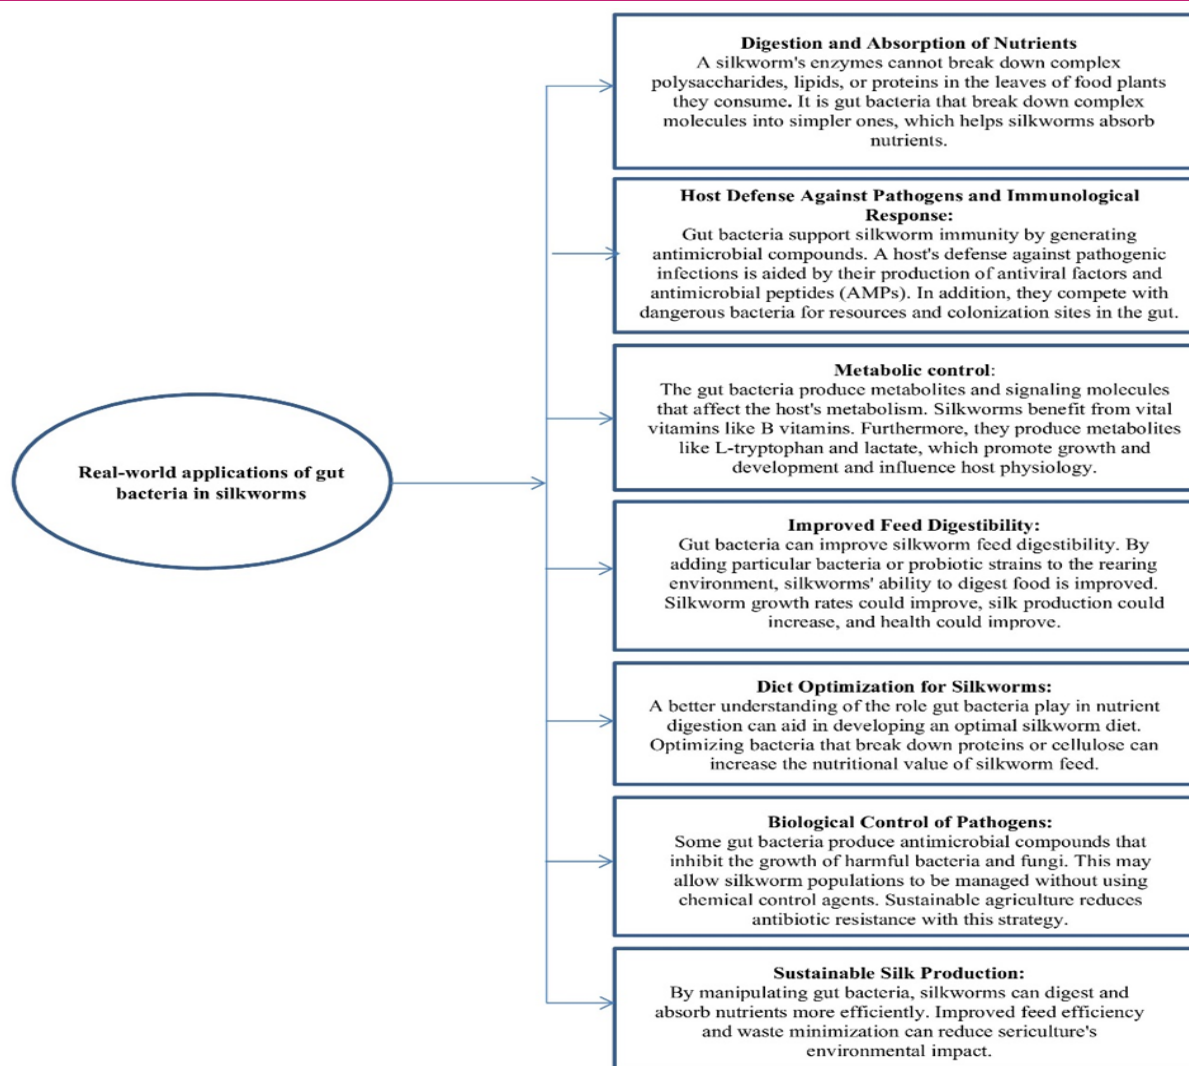 Real-world applications of gut
bacteria in silkworms
Digestion and Absorption of Nutrients
A silkworm's enzymes cannot break down complex
polysaccharides, lipids, or proteins in the leaves of food plants
they consume. It is gut bacteria that break down complex
molecules into simpler ones, which helps silkworms absorb
nutrients.
Host Defense Against Pathogens and Immunological
Response:
Gut bacteria support silkworm immunity by generating
antimicrobial compounds. A host's defense against pathogenic
infections is aided by their production of antiviral factors and
antimicrobial peptides (AMPs). In addition, they compete with
dangerous bacteria for resources and colonization sites in the gut.
Metabolic control:
The gut bacteria produce metabolites and signaling molecules
that affect the host's metabolism. Silkworms benefit from vital
vitamins like B vitamins. Furthermore, they produce metabolites
like L-tryptophan and lactate, which promote growth and
development and influence host physiology.
Improved Feed Digestibility:
Gut bacteria can improve silkworm feed digestibility. By
adding particular bacteria or probiotic strains to the rearing
environment, silkworms' ability to digest food is improved.
Silkworm growth rates could improve, silk production could
increase, and health could improve.
Diet Optimization for Silkworms:
A better understanding of the role gut bacteria play in nutrient
digestion can aid in developing an optimal silkworm diet.
Optimizing bacteria that break down proteins or cellulose can
increase the nutritional value of silkworm feed.
Biological Control of Pathogens:
Some gut bacteria produce antimicrobial compounds that
inhibit the growth of harmful bacteria and fungi. This may
allow silkworm populations to be managed without using
chemical control agents. Sustainable agriculture reduces
antibiotic resistance with this strategy.
Sustainable Silk Production:
By manipulating gut bacteria, silkworms can digest and
absorb nutrients more efficiently. Improved feed efficiency
and waste minimization can reduce sericulture's
environmental impact.